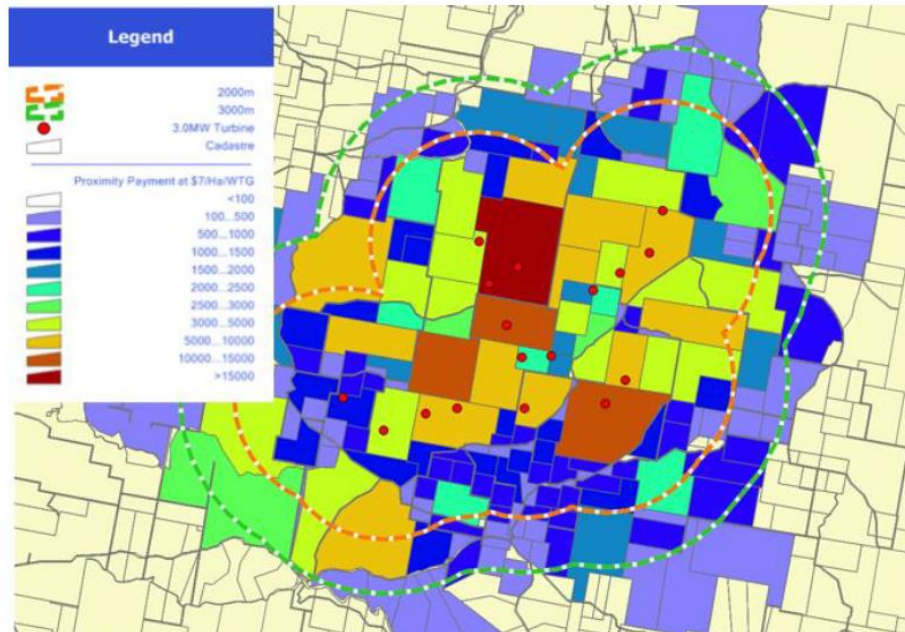 Legend
2000m
3000m
3.0MW Turbine
Cadastre
Proximity Payment at $7/Ha/WTG
<100
100...500
500...1000
1000...1500
1500...2000
2000...2500
2500...3000
3000...5000
5000...10000
10000...15000
>15000